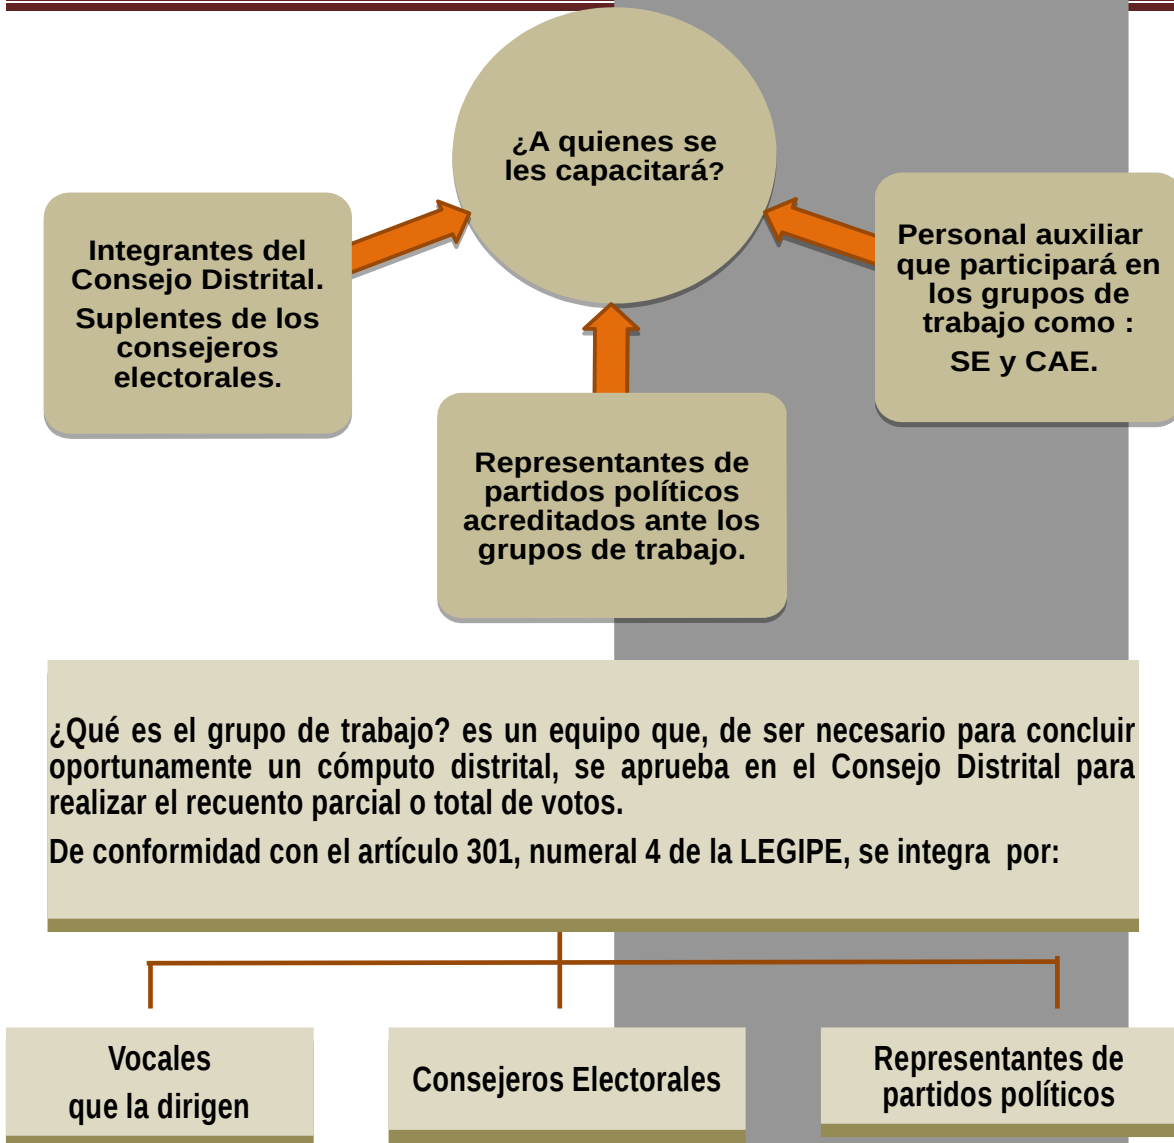 ¿A quienes se
les capacitará?
Integrantes del
Consejo Distrital.
Suplentes de los
consejeros
electorales.
Personal auxiliar
que participará en
los grupos de
trabajo como :
SE y CAE.
Representantes de
partidos políticos
acreditados ante los
grupos de trabajo.
¿Qué es el grupo de trabajo? es un equipo que, de ser necesario para concluir
oportunamente un cómputo distrital, se aprueba en el Consejo Distrital para
realizar el recuento parcial o total de votos.
De conformidad con el artículo 301, numeral 4 de la LEGIPE, se integra por:
Vocales
que la dirigen
Consejeros Electorales
Representantes de
partidos políticos